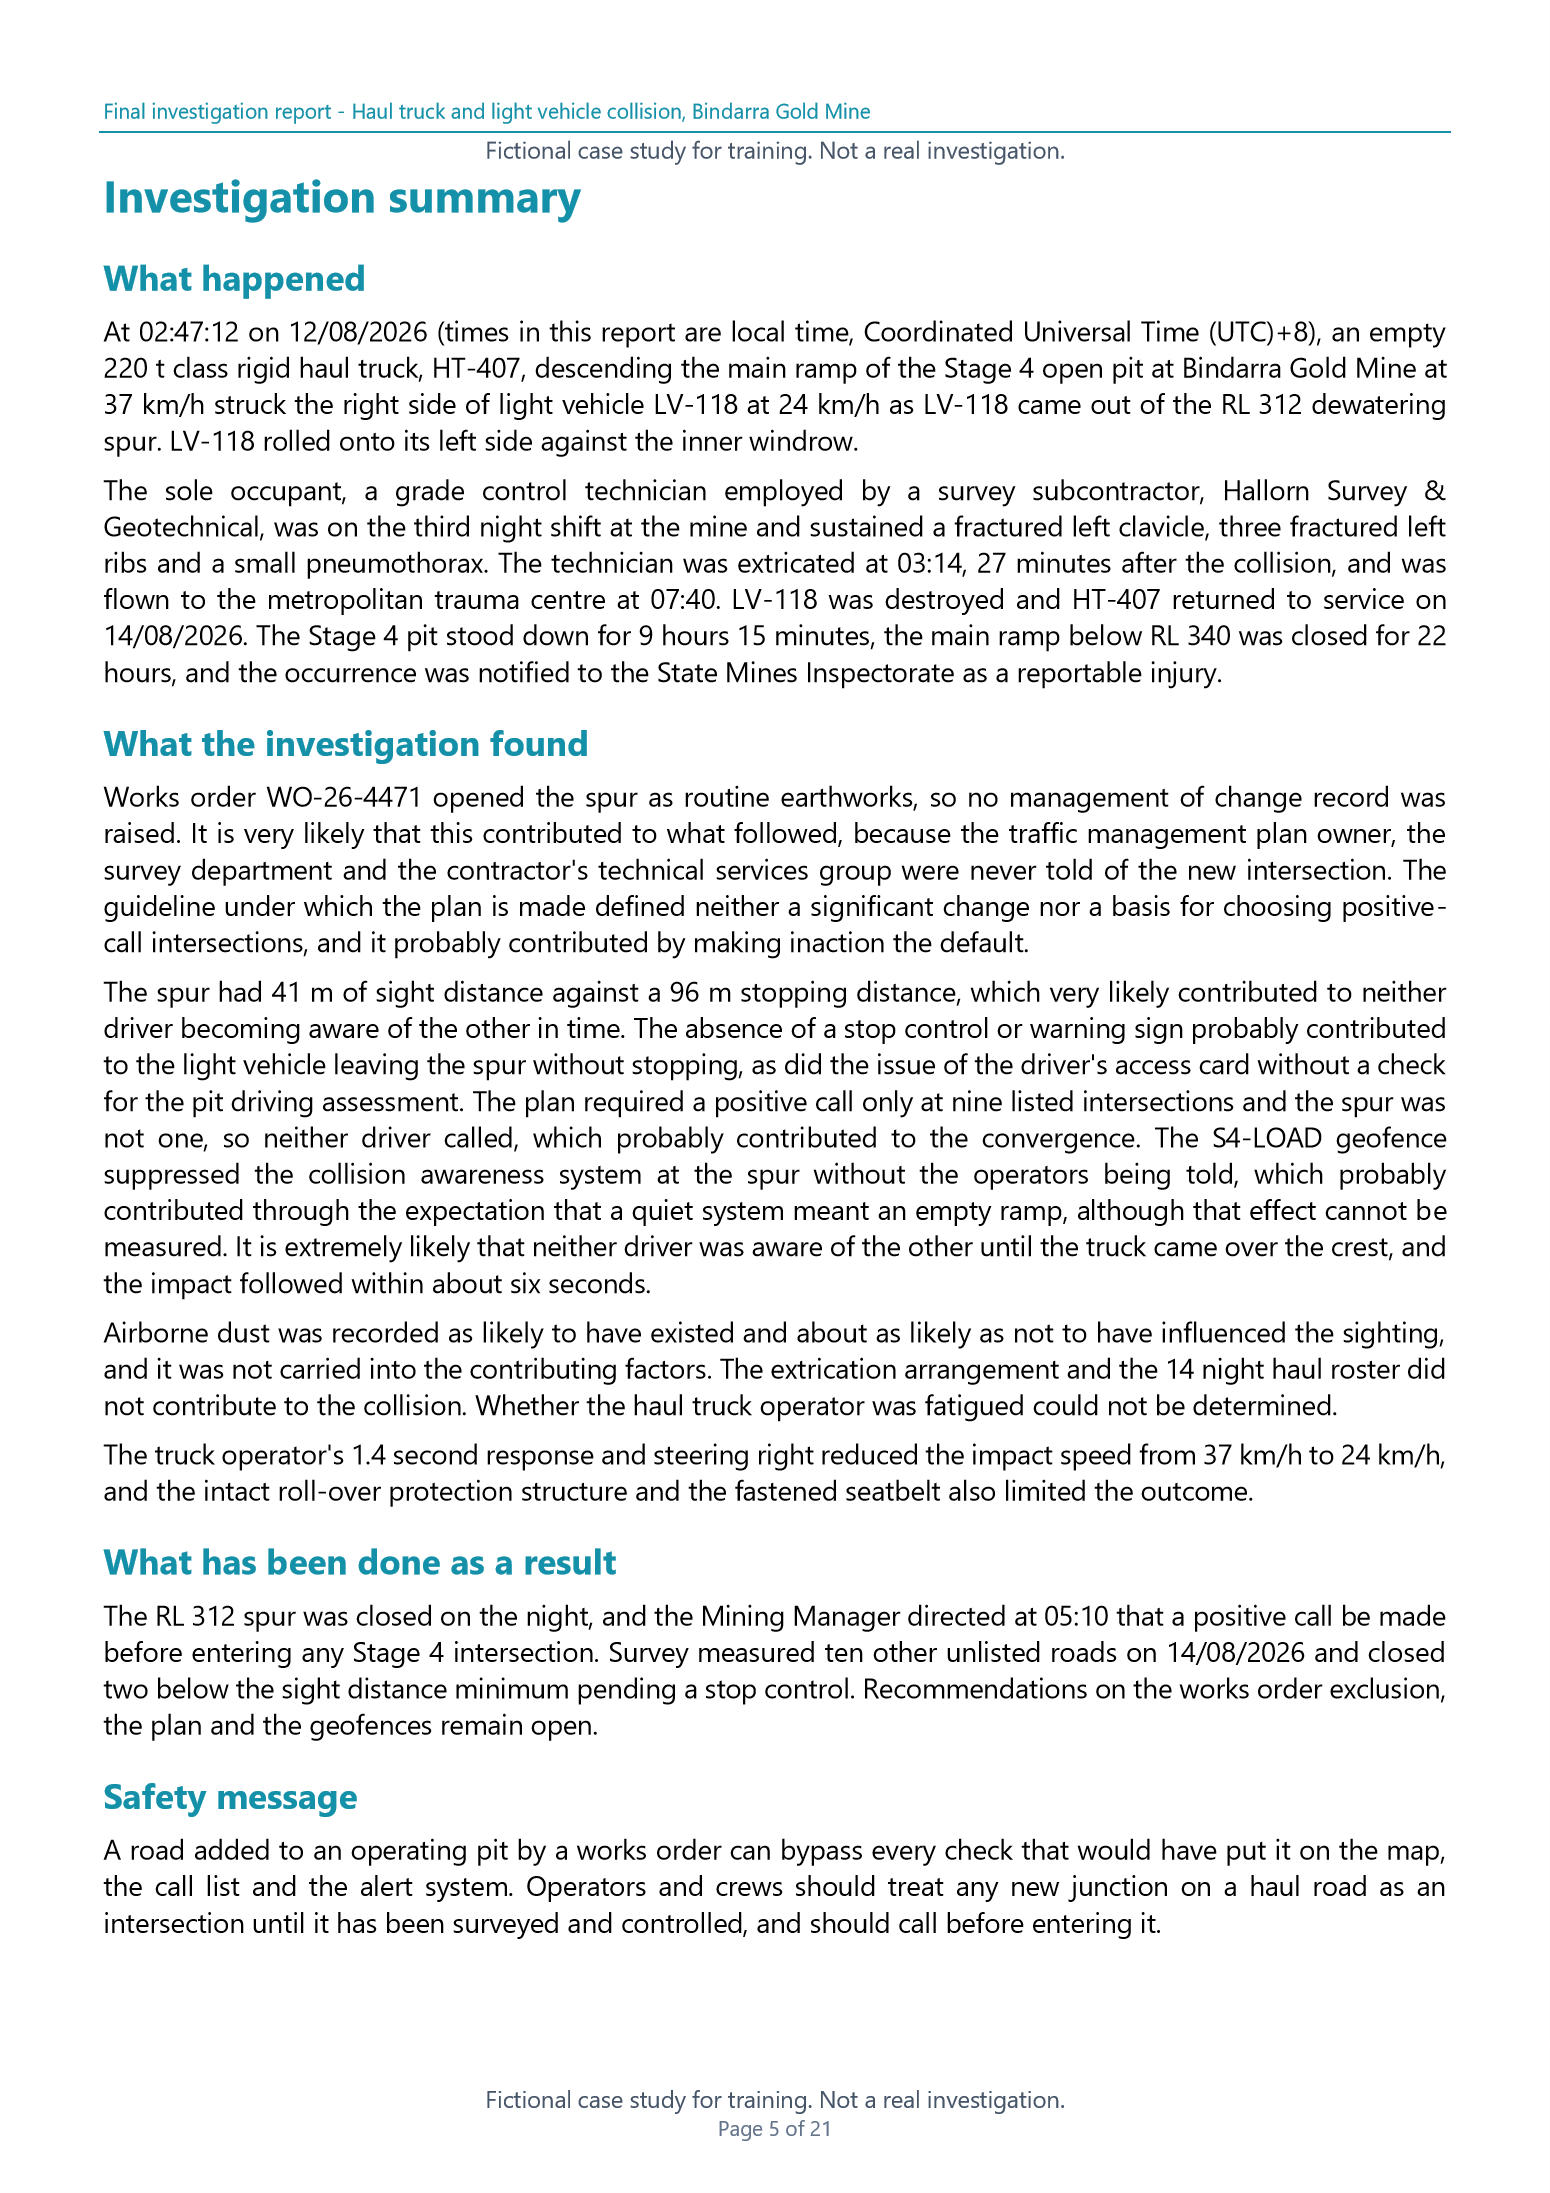 Final investigation report - Haul truck and light vehicle collision, Bindarra Gold Mine
Fictional case study for training. Not a real investigation.
Investigation summary
What happened
At 02:47:12 on 12/08/2026 (times in this report are local time, Coordinated Universal Time (UTC)+8), an empty
220 t class rigid haul truck, HT-407, descending the main ramp of the Stage 4 open pit at Bindarra Gold Mine at
37 km/h struck the right side of light vehicle LV-118 at 24 km/h as LV-118 came out of the RL 312 dewatering
spur. LV-118 rolled onto its left side against the inner windrow.
The sole occupant, a grade control technician employed by a survey subcontractor, Hallorn Survey &
Geotechnical, was on the third night shift at the mine and sustained a fractured left clavicle, three fractured left
ribs and a small pneumothorax. The technician was extricated at 03:14, 27 minutes after the collision, and was
flown to the metropolitan trauma centre at 07:40. LV-118 was destroyed and HT-407 returned to service on
14/08/2026. The Stage 4 pit stood down for 9 hours 15 minutes, the main ramp below RL 340 was closed for 22
hours, and the occurrence was notified to the State Mines Inspectorate as a reportable injury.
What the investigation found
Works order WO-26-4471 opened the spur as routine earthworks, so no management of change record was
raised. It is very likely that this contributed to what followed, because the traffic management plan owner, the
survey department and the contractor's technical services group were never told of the new intersection. The
guideline under which the plan is made defined neither a significant change nor a basis for choosing positive-
call intersections, and it probably contributed by making inaction the default.
The spur had 41 m of sight distance against a 96 m stopping distance, which very likely contributed to neither
driver becoming aware of the other in time. The absence of a stop control or warning sign probably contributed
to the light vehicle leaving the spur without stopping, as did the issue of the driver's access card without a check
for the pit driving assessment. The plan required a positive call only at nine listed intersections and the spur was
not one, so neither driver called, which probably contributed to the convergence. The S4-LOAD geofence
suppressed the collision awareness system at the spur without the operators being told, which probably
contributed through the expectation that a quiet system meant an empty ramp, although that effect cannot be
measured. It is extremely likely that neither driver was aware of the other until the truck came over the crest, and
the impact followed within about six seconds.
Airborne dust was recorded as likely to have existed and about as likely as not to have influenced the sighting,
and it was not carried into the contributing factors. The extrication arrangement and the 14 night haul roster did
not contribute to the collision. Whether the haul truck operator was fatigued could not be determined.
The truck operator's 1.4 second response and steering right reduced the impact speed from 37 km/h to 24 km/h,
and the intact roll-over protection structure and the fastened seatbelt also limited the outcome.
What has been done as a result
The RL 312 spur was closed on the night, and the Mining Manager directed at 05:10 that a positive call be made
before entering any Stage 4 intersection. Survey measured ten other unlisted roads on 14/08/2026 and closed
two below the sight distance minimum pending a stop control. Recommendations on the works order exclusion,
the plan and the geofences remain open.
Safety message
A road added to an operating pit by a works order can bypass every check that would have put it on the map,
the call list and the alert system. Operators and crews should treat any new junction on a haul road as an
intersection until it has been surveyed and controlled, and should call before entering it.
Fictional case study for training. Not a real investigation.
Page 5 of 21